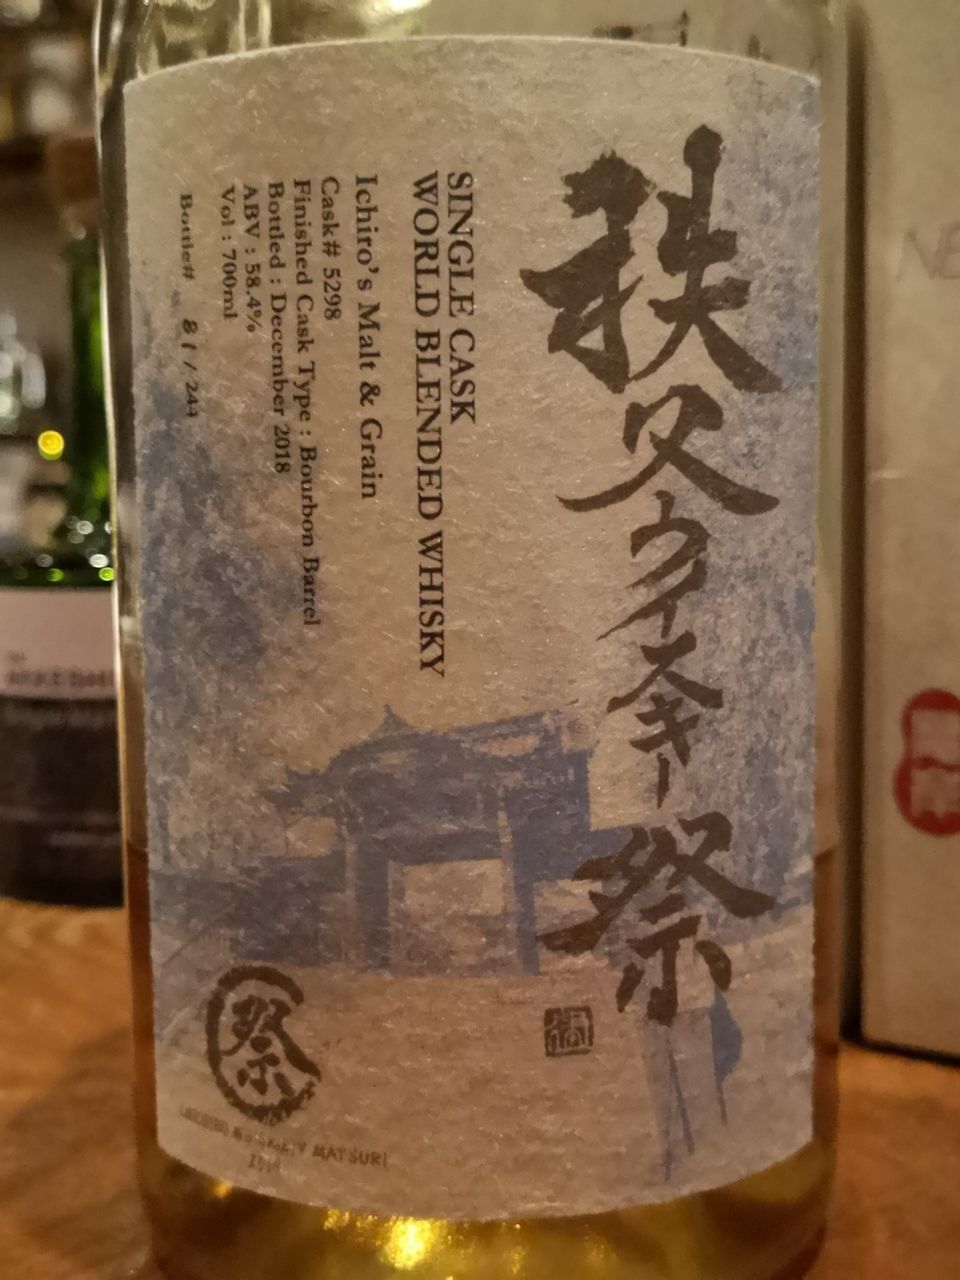 秩父ウイスキー祭
SINGLE CASK
WORLD BLENDED WHISKY
Ichiro's Malt & Grain
Cask# 5298
Finished Cask Type : Bourbon Barrel
Bottled : December 2018
ABV : 58.4%
Vol : 700ml
Bottle# 81 / 244
祭
MATSURI